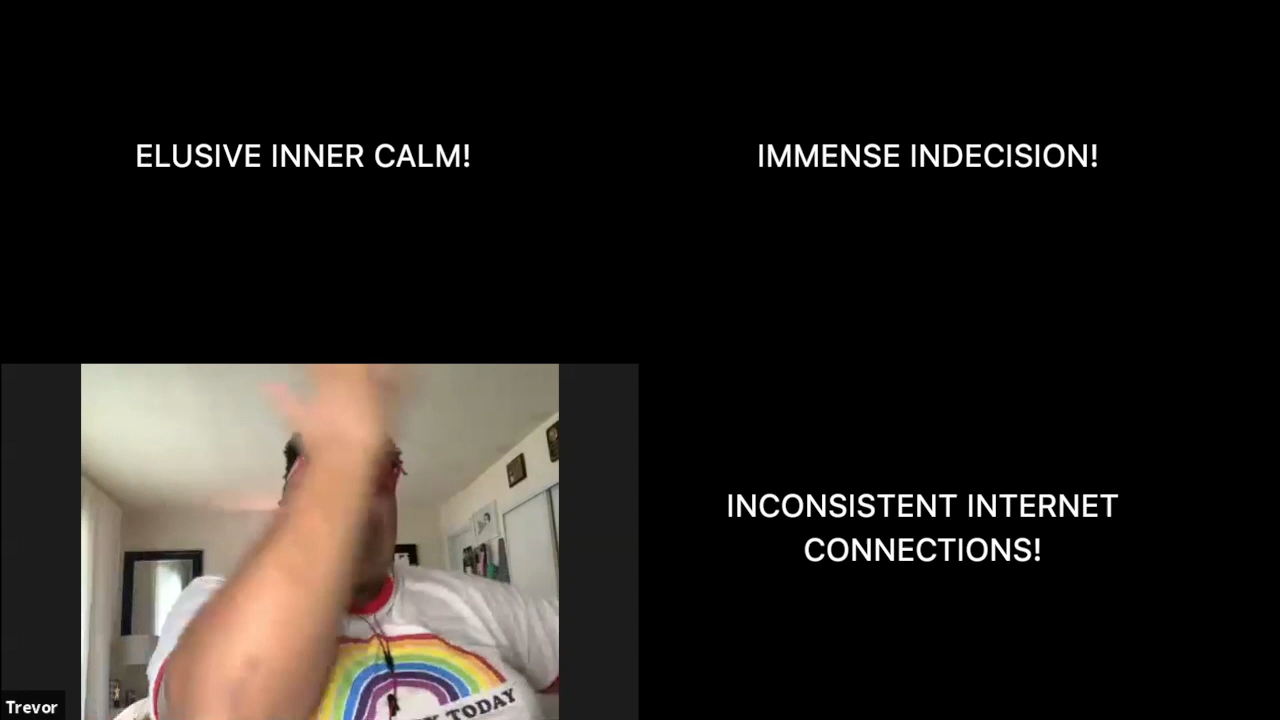 ELUSIVE INNER CALM!
IMMENSE INDECISION!
INCONSISTENT INTERNET
CONNECTIONS!
TODAY
Trevor